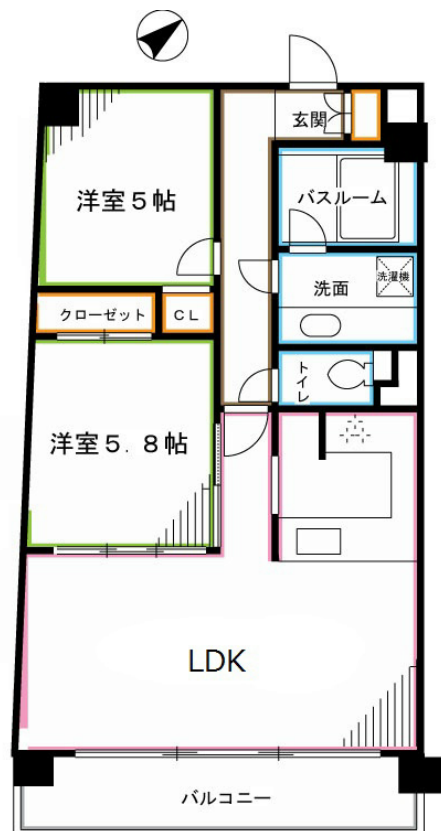 玄関
バスルーム
洋室5帖
洗濯機
洗面
クローゼット
CL
トイレ
洋室5.8帖
LDK
バルコニー